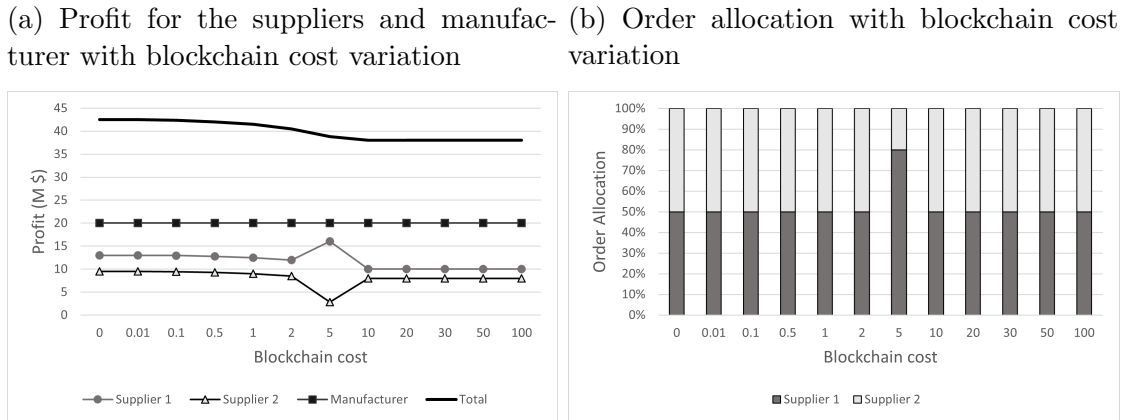 (a) Profit for the suppliers and manufac-
turer with blockchain cost variation
45
40
35
30
25
20
15
10
5
0
Profit (M $)
0 0.01 0.1 0.5 1 2 5 10 20 30 50 100
Blockchain cost
Supplier 1 Supplier 2 Manufacturer Total
(b) Order allocation with blockchain cost
variation
100%
90%
80%
70%
60%
50%
40%
30%
20%
10%
0%
Order Allocation
0 0.01 0.1 0.5 1 2 5 10 20 30 50 100
Blockchain cost
Supplier 1 Supplier 2